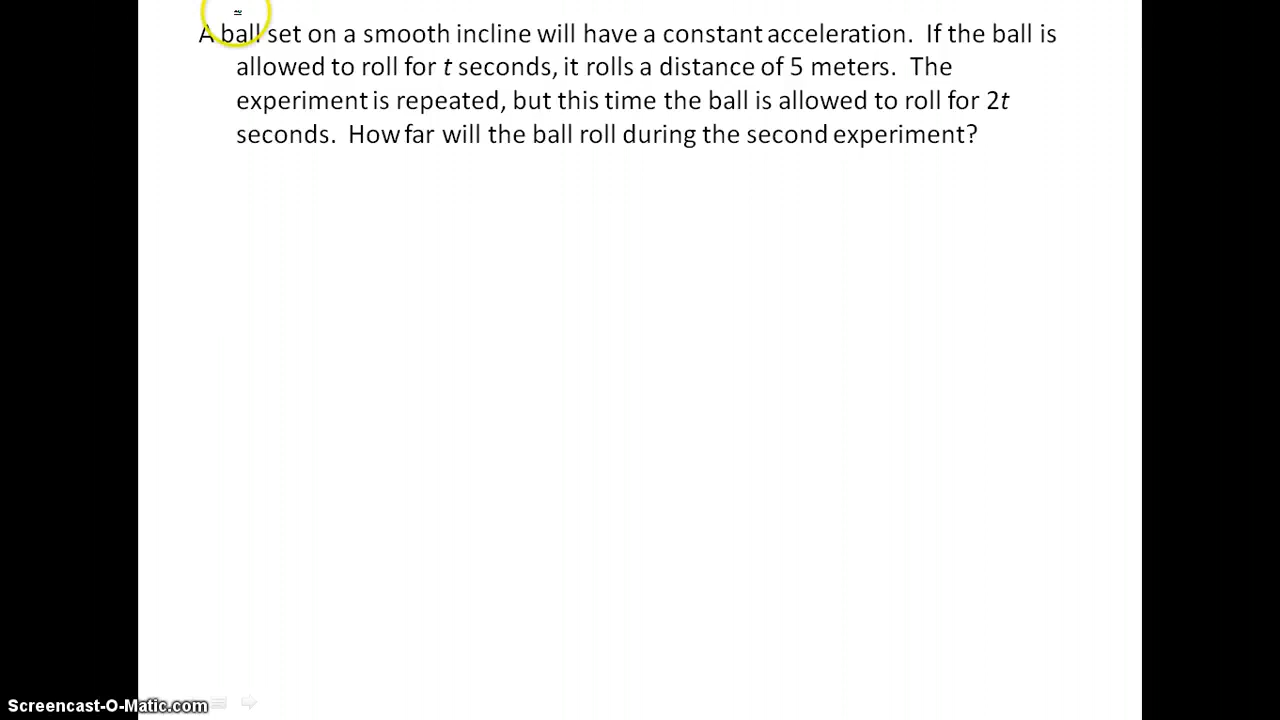 A ball set on a smooth incline will have a constant acceleration. If the ball is
allowed to roll for t seconds, it rolls a distance of 5 meters. The
experiment is repeated, but this time the ball is allowed to roll for 2t
seconds. How far will the ball roll during the second experiment?
Screencast-O-Matic.com